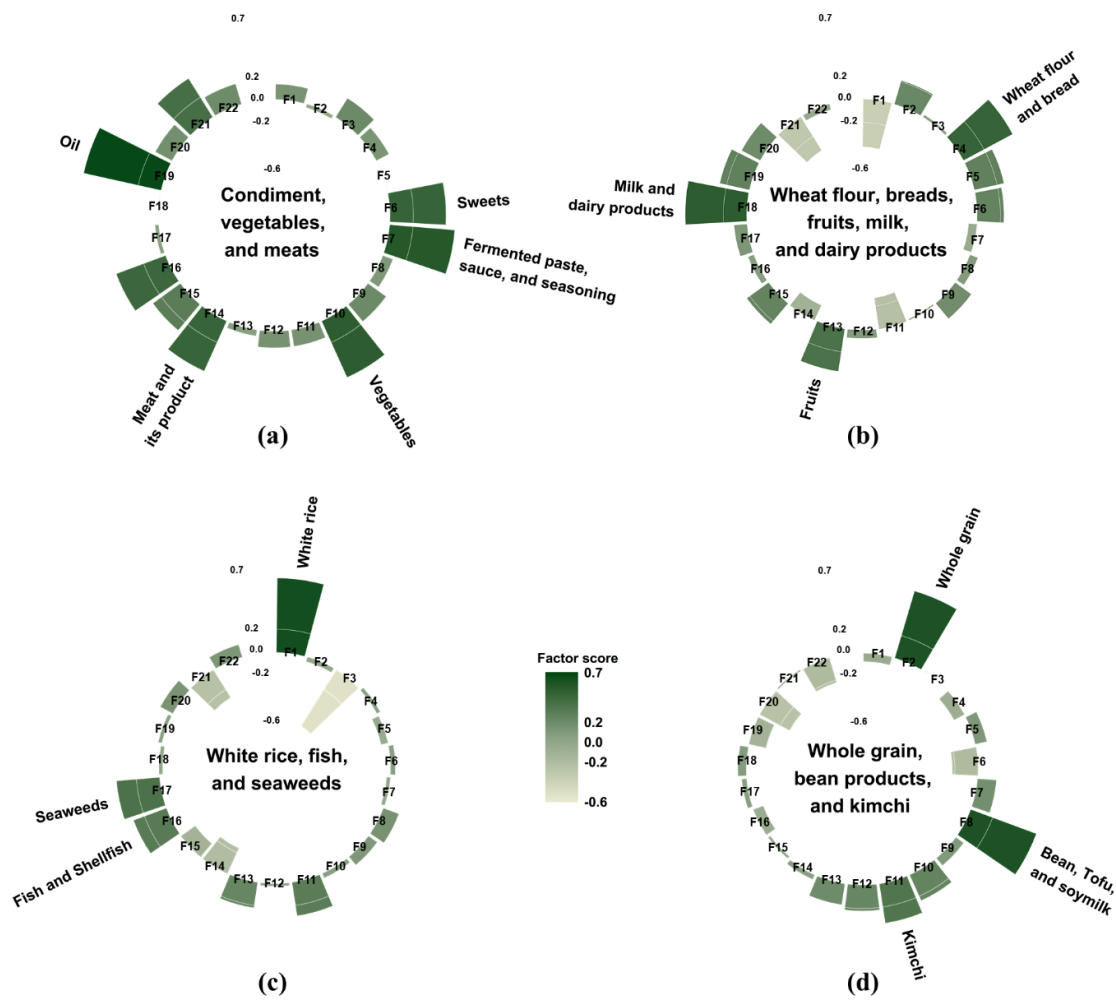 0.7
0.2
0.0
-0.2
-0.6
F1
F2
F3
F4
F5
F6
F7
F8
F9
F10
F11
F12
F13
F14
F15
F16
F17
F18
F19
F20
F21
F22
Oil
Sweets
Fermented paste,
sauce, and seasoning
Vegetables
Meat and
its product
Condiment,
vegetables,
and meats
(a)
0.7
0.2
0.0
-0.2
-0.6
F1
F2
F3
F4
F5
F6
F7
F8
F9
F10
F11
F12
F13
F14
F15
F16
F17
F18
F19
F20
F21
F22
Wheat flour
and bread
Milk and
dairy products
Fruits
Wheat flour, breads,
fruits, milk,
and dairy products
(b)
0.7
0.2
0.0
-0.2
-0.6
F1
F2
F3
F4
F5
F6
F7
F8
F9
F10
F11
F12
F13
F14
F15
F16
F17
F18
F19
F20
F21
F22
White rice
Seaweeds
Fish and Shellfish
White rice, fish,
and seaweeds
(c)
Factor score
0.7
0.2
0.0
-0.2
-0.6
0.7
0.2
0.0
-0.2
-0.6
F1
F2
F3
F4
F5
F6
F7
F8
F9
F10
F11
F12
F13
F14
F15
F16
F17
F18
F19
F20
F21
F22
Whole grain
Bean, Tofu,
and soymilk
Kimchi
Whole grain,
bean products,
and kimchi
(d)